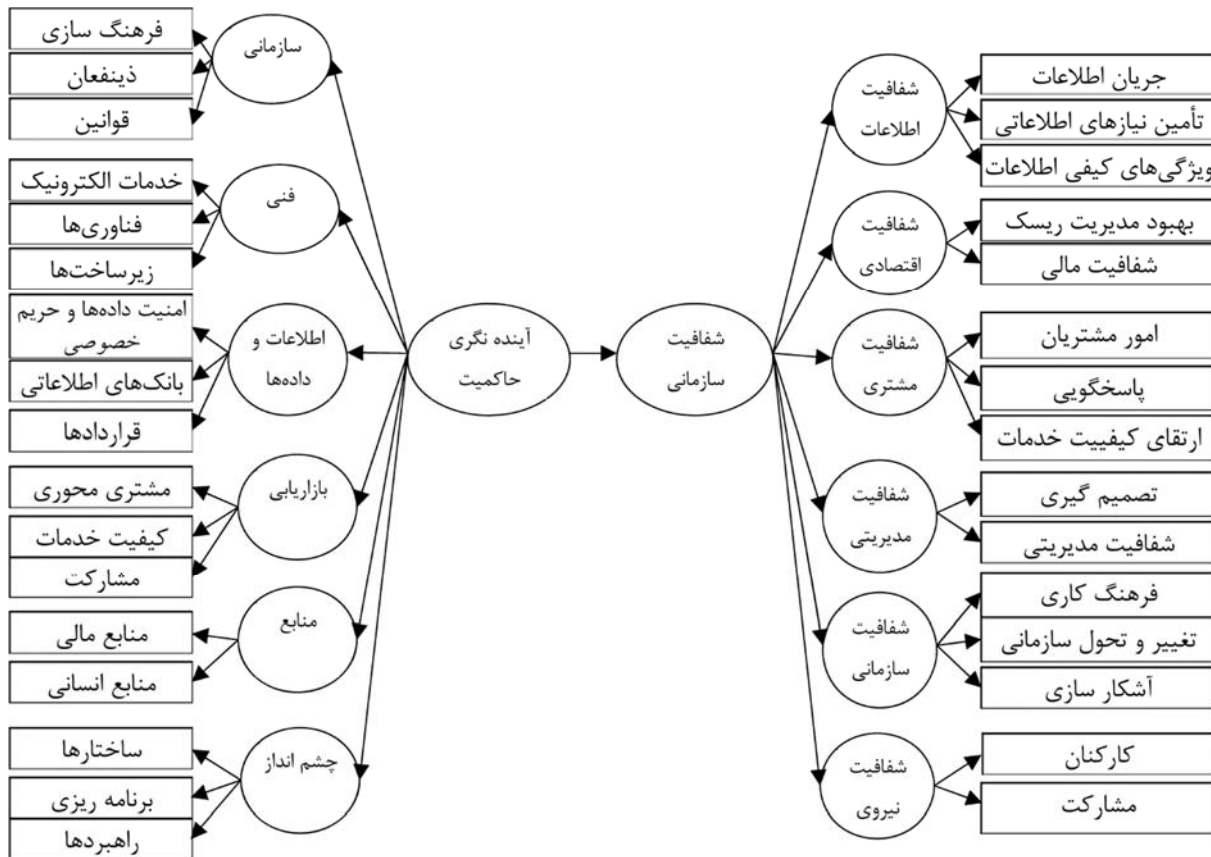 جریان اطلاعات
تأمین نیازهای اطلاعاتی
ویژگی‌های کیفی اطلاعات
شفافیت
اطلاعات
بهبود مدیریت ریسک
شفافیت مالی
شفافیت
اقتصادی
امور مشتریان
پاسخگویی
ارتقای کیفییت خدمات
شفافیت
مشتری
تصمیم گیری
شفافیت مدیریتی
شفافیت
مدیریتی
فرهنگ کاری
تغییر و تحول سازمانی
آشکار سازی
شفافیت
سازمانی
کارکنان
مشارکت
شفافیت
نیروی
شفافیت
سازمانی
آینده نگری
حاکمیت
سازمانی
فرهنگ سازی
ذینفعان
قوانین
فنی
خدمات الکترونیک
فناوری‌ها
زیرساخت‌ها
اطلاعات و
داده‌ها
امنیت داده‌ها و حریم
خصوصی
بانک‌های اطلاعاتی
قراردادها
بازاریابی
مشتری محوری
کیفیت خدمات
مشارکت
منابع
منابع مالی
منابع انسانی
چشم انداز
ساختارها
برنامه ریزی
راهبردها